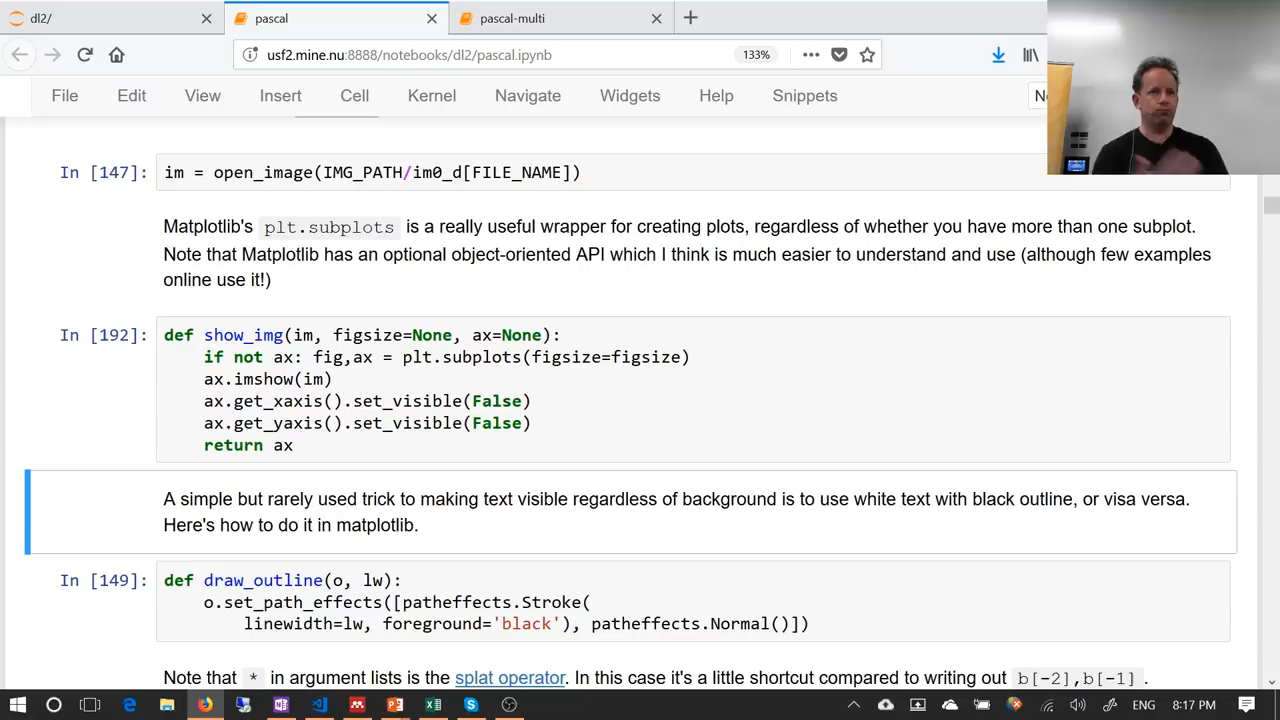 dl2/
pascal
pascal-multi
usf2.mine.nu:8888/notebooks/dl2/pascal.ipynb
133%
File Edit View Insert Cell Kernel Navigate Widgets Help Snippets
In [147]: im = open_image(IMG_PATH/im0_d[FILE_NAME])
Matplotlib's plt.subplots is a really useful wrapper for creating plots, regardless of whether you have more than one subplot.
Note that Matplotlib has an optional object-oriented API which I think is much easier to understand and use (although few examples
online use it!)
In [192]: def show_img(im, figsize=None, ax=None):
if not ax: fig,ax = plt.subplots(figsize=figsize)
ax.imshow(im)
ax.get_xaxis().set_visible(False)
ax.get_yaxis().set_visible(False)
return ax
A simple but rarely used trick to making text visible regardless of background is to use white text with black outline, or visa versa.
Here's how to do it in matplotlib.
In [149]: def draw_outline(o, lw):
o.set_path_effects([patheffects.Stroke(
linewidth=lw, foreground='black'), patheffects.Normal()])
Note that * in argument lists is the splat operator. In this case it's a little shortcut compared to writing out b[-2],b[-1].
ENG 8:17 PM